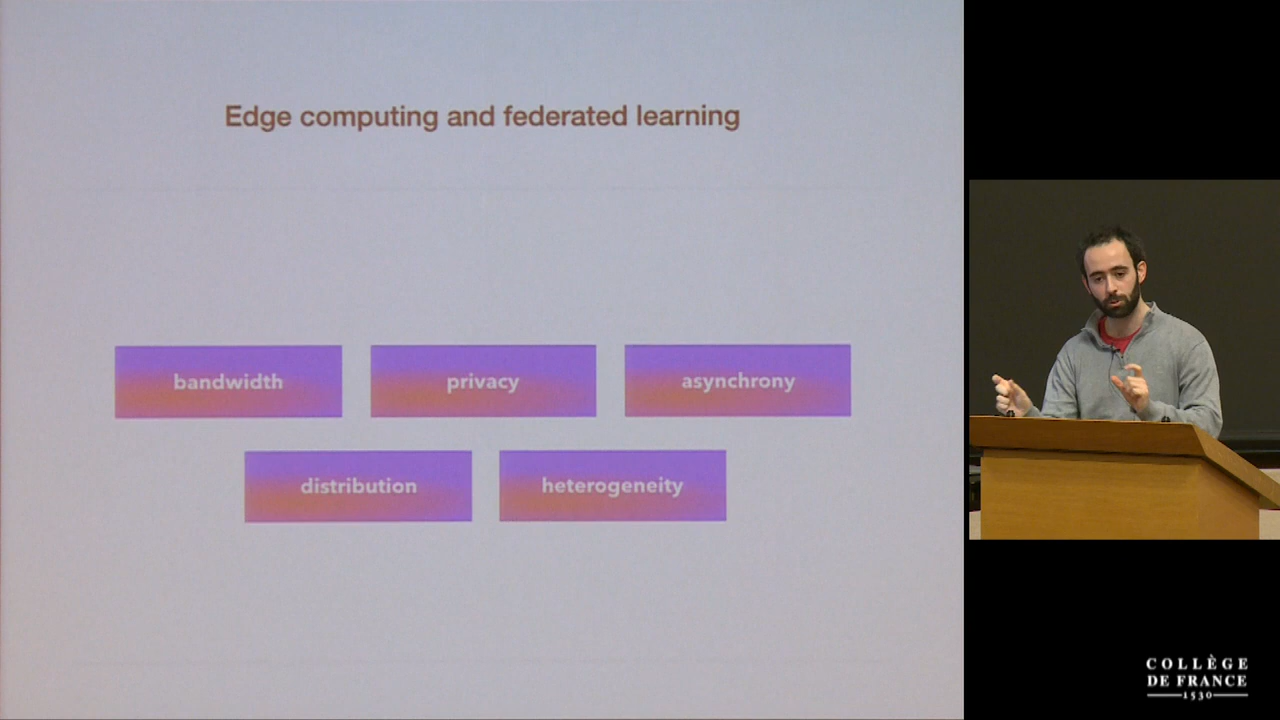 Edge computing and federated learning
bandwidth
privacy
asynchrony
distribution
heterogeneity
COLLÈGE
DE FRANCE
1530